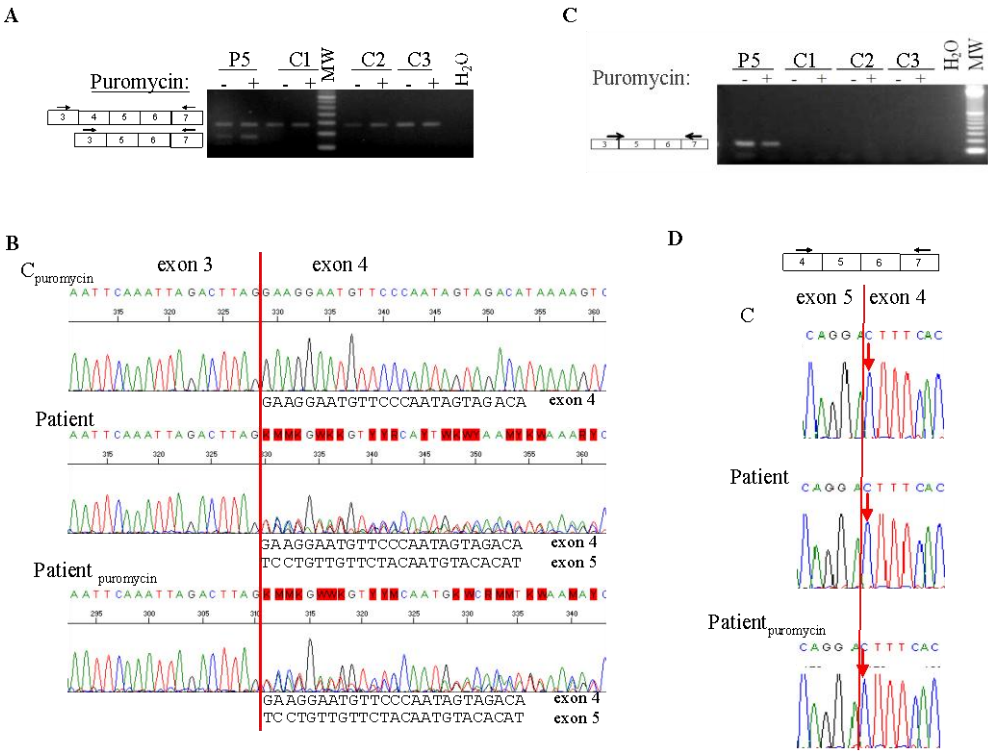 A
P5 C1 MW C2 C3 H2O
Puromycin: - + - + - + - +
3 4 5 6 7
3 5 6 7
C
P5 C1 C2 C3 H2O MW
Puromycin: - + - + - + - +
3 5 6 7
B
exon 3 exon 4
Cpuromycin
AATTCAAATTAGACTTAGGAAGGAATGTTCCCAATAGTAGACATAAAAGTC
315 320 325 330 335 340 345 350 355 360
GAAGGAATGTTCCCAATAGTAGACA exon 4
Patient
AATTCAAATTAGACTTAG
315 320 325 330 335 340 345 350 355 360
GAAGGAATGTTCCCAATAGTAGACA exon 4
TCCTGTTGTTCTACAATGTACACAT exon 5
Patient puromycin
AATTCAAATTAGACTTAG
295 300 305 310 315 320 325 330 335 340
GAAGGAATGTTCCCAATAGTAGACA exon 4
TCCTGTTGTTCTACAATGTACACAT exon 5
D
4 5 6 7
exon 5 exon 4
C
CAGGACTTTCAC
Patient
CAGGACTTTCAC
Patientpuromycin
CAGGACTTTCAC